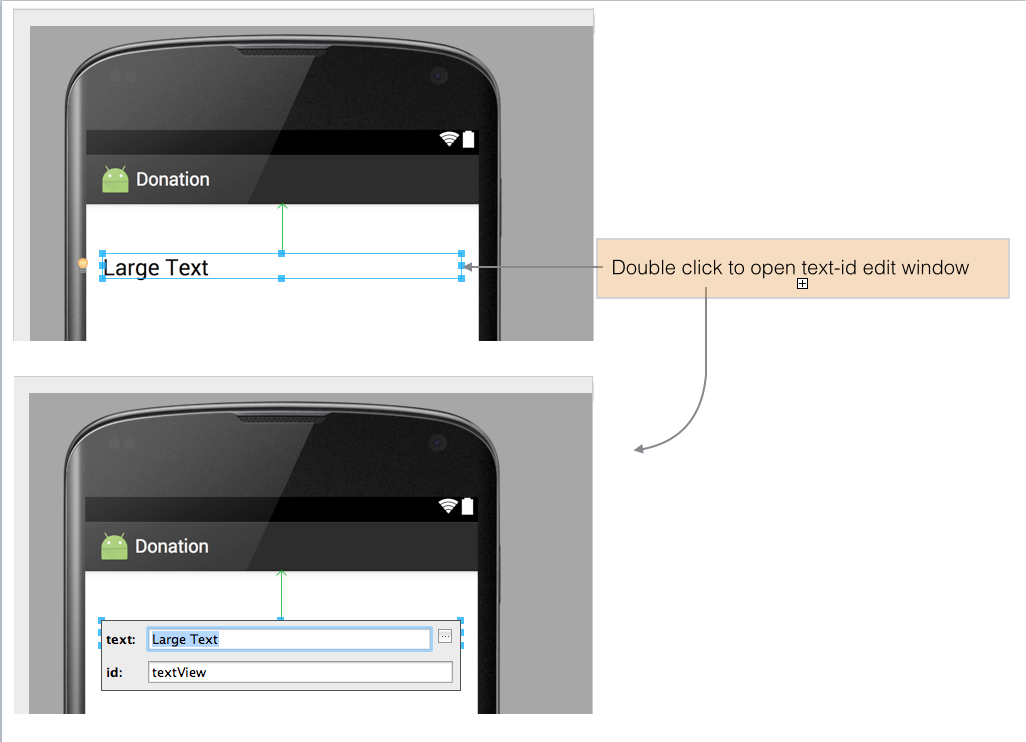 Donation
Large Text
Double click to open text-id edit window
Donation
text: Large Text
id: textView